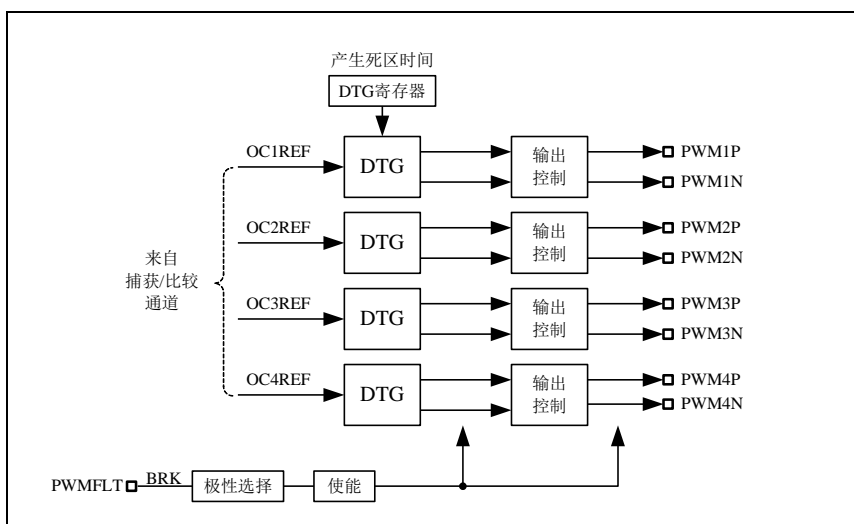 产生死区时间
DTG寄存器
OC1REF
DTG
输出
控制
PWM1P
PWM1N
OC2REF
DTG
输出
控制
PWM2P
PWM2N
来自
捕获/比较
通道
OC3REF
DTG
输出
控制
PWM3P
PWM3N
OC4REF
DTG
输出
控制
PWM4P
PWM4N
PWMFLT
BRK
极性选择
使能